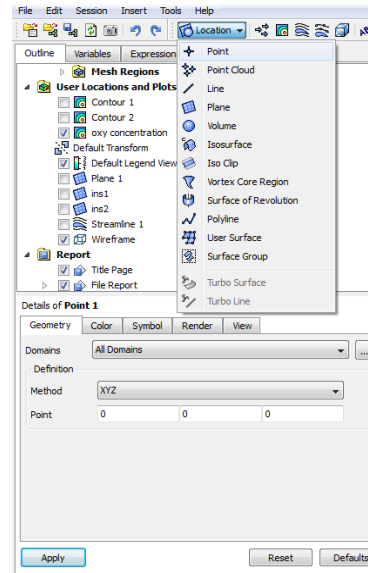 File Edit Session Insert Tools Help
Location
Outline Variables Expression
Point
Mesh Regions
Point Cloud
User Locations and Plots
Line
Contour 1
Plane
Contour 2
Volume
oxy concentration
Isosurface
Default Transform
Default Legend View
Iso Clip
Plane 1
Vortex Core Region
ins1
Surface of Revolution
ins2
Polyline
Streamline 1
User Surface
Wireframe
Surface Group
Report
Title Page
Turbo Surface
File Report
Turbo Line
Details of Point 1
Geometry Color Symbol Render View
Domains All Domains ...
Definition
Method XYZ
Point 0 0 0
Apply Reset Defaults